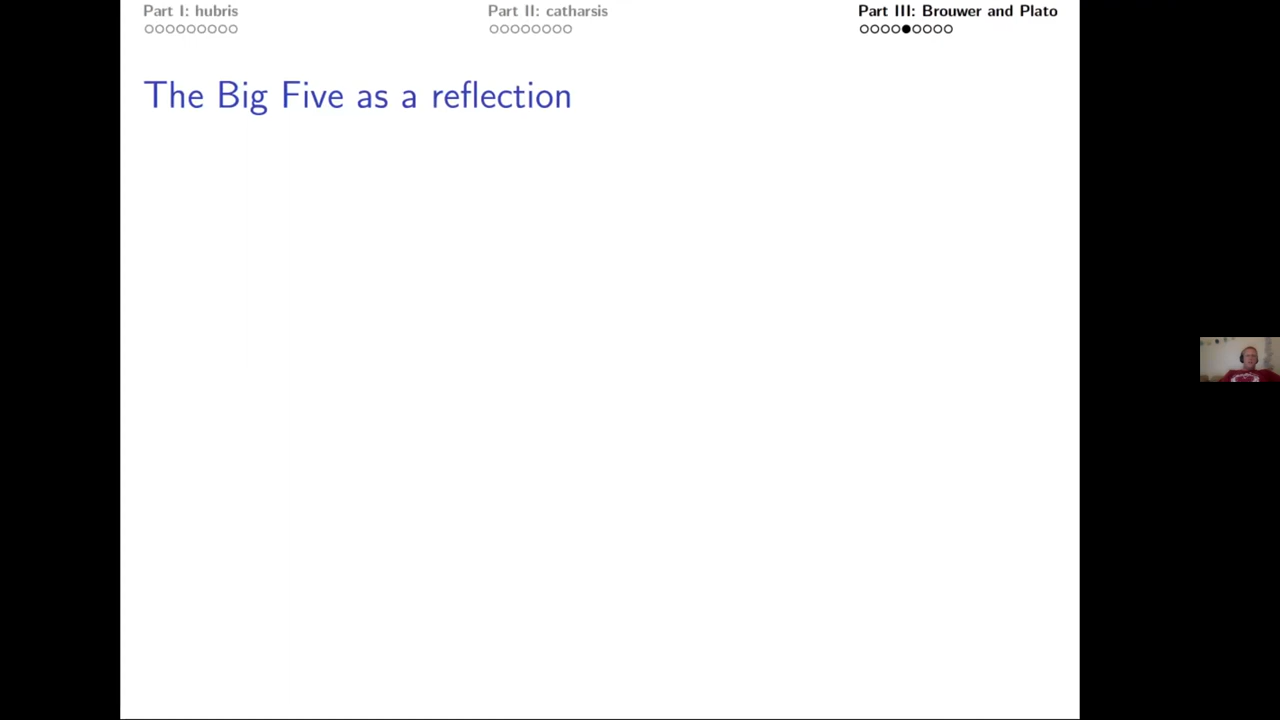 Part I: hubris
Part II: catharsis
Part III: Brouwer and Plato
The Big Five as a reflection